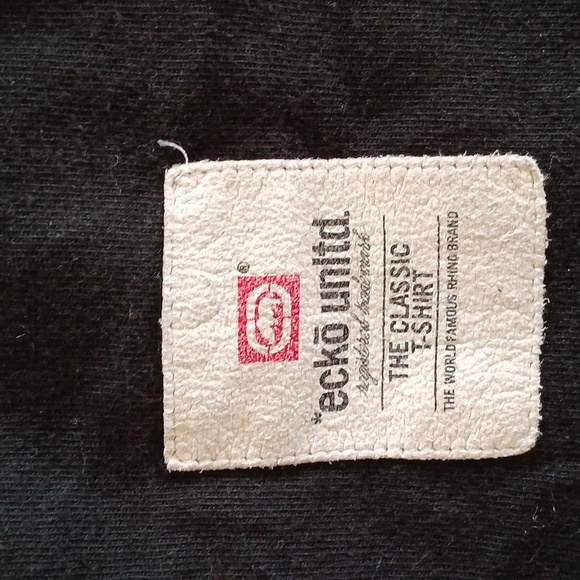 ®
*eckō unltd.
registered trademark
THE CLASSIC
T-SHIRT
THE WORLD FAMOUS RHINO BRAND